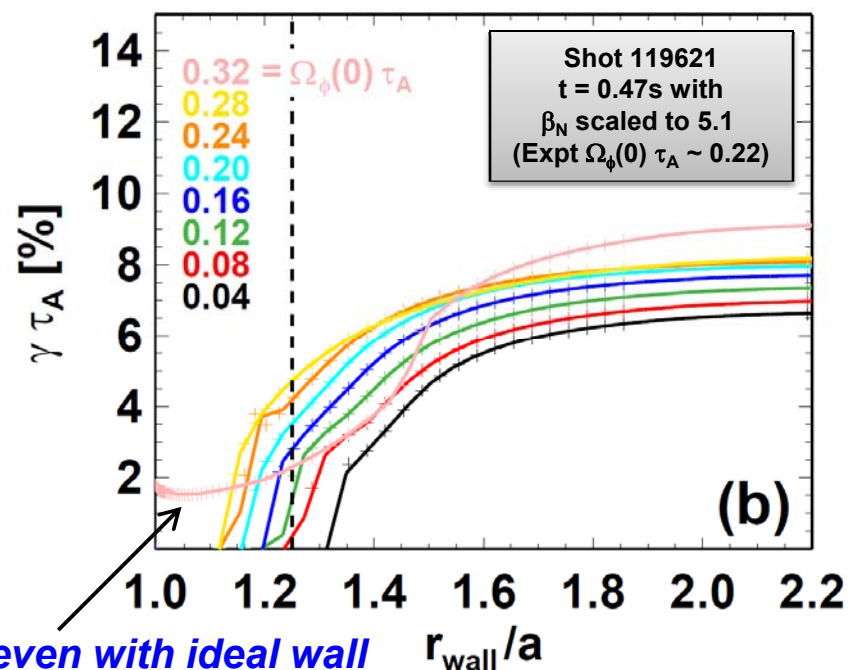 14
12
10
8
6
4
2
γ τA [%]
0.32 = Ωϕ(0) τA
0.28
0.24
0.20
0.16
0.12
0.08
0.04
Shot 119621
t = 0.47s with
βN scaled to 5.1
(Expt Ωϕ(0) τA ~ 0.22)
(b)
1.0 1.2 1.4 1.6 1.8 2.0 2.2
even with ideal wall
rwall/a